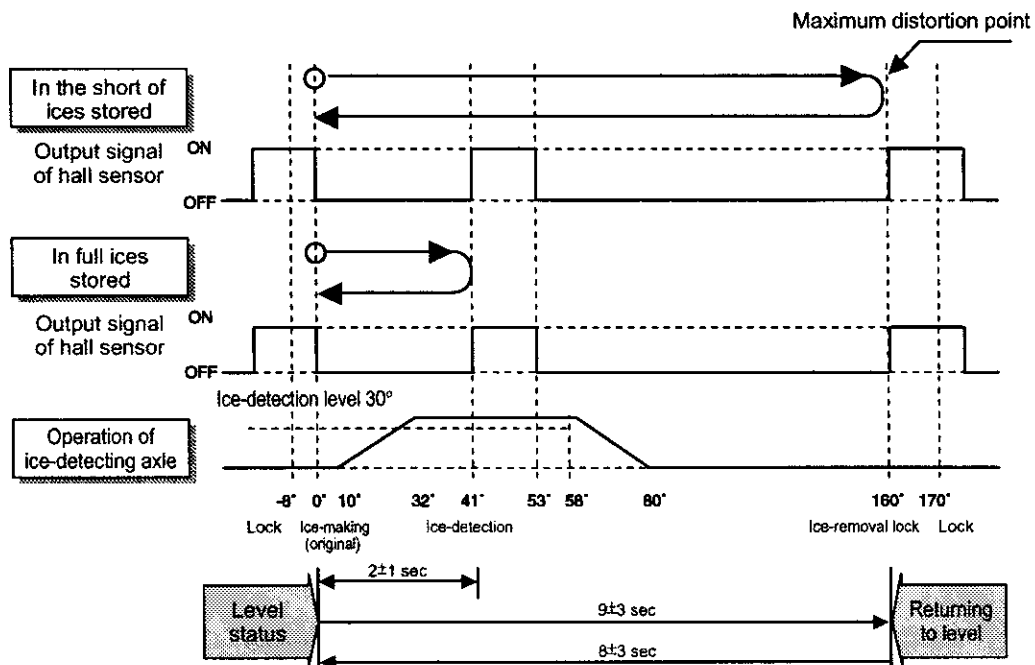 Maximum distortion point
In the short of
ices stored
Output signal
of hall sensor
ON
OFF
In full ices
stored
Output signal
of hall sensor
ON
OFF
Ice-detection level 30°
Operation of
ice-detecting axle
-6° 0° 10° 32° 41° 53° 58° 80° 160° 170°
Lock Ice-making ice-detection Ice-removal lock Lock
(original)
2±1 sec
Level
status
9±3 sec
Returning
to level
8±3 sec